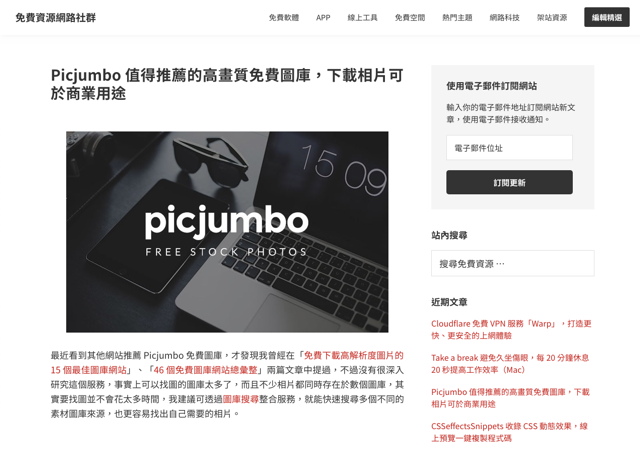 免費資源網路社群
免費軟體 APP 線上工具 免費空間 熱門主題 網路科技 架站資源 編輯精選
Picjumbo 值得推薦的高畫質免費圖庫，下載相片可
於商業用途
15 09
picjumbo
FREE STOCK PHOTOS
最近看到其他網站推薦 Picjumbo 免費圖庫，才發現我曾經在「免費下載高解析度圖片的
15 個最佳圖庫網站」、「46 個免費圖庫網站總彙整」兩篇文章中提過，不過沒有很深入
研究這個服務，事實上可以找圖的圖庫太多了，而且不少相片都同時存在於數個圖庫，其
實要找圖並不會花太多時間，我建議可透過圖庫搜尋整合服務，就能快速搜尋多個不同的
素材圖庫來源，也更容易找出自己需要的相片。
使用電子郵件訂閱網站
輸入你的電子郵件地址訂閱網站新文
章，使用電子郵件接收通知。
電子郵件位址
訂閱更新
站內搜尋
搜尋免費資源 …
近期文章
Cloudflare 免費 VPN 服務「Warp」，打造更
快、更安全的上網體驗
Take a break 避免久坐傷眼，每 20 分鐘休息
20 秒提高工作效率（Mac）
Picjumbo 值得推薦的高畫質免費圖庫，下載
相片可於商業用途
CSSeffectsSnippets 收錄 CSS 動態效果，線
上預覽一鍵複製程式碼